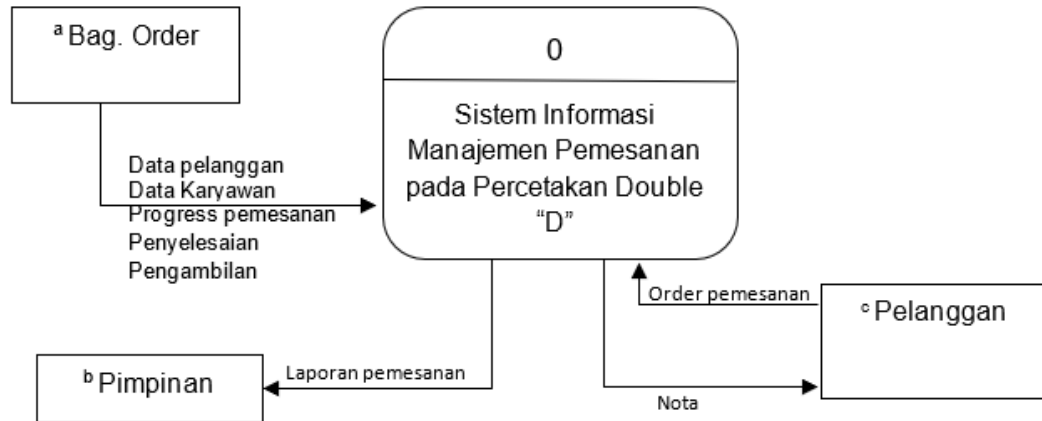 a Bag. Order
0
Sistem Informasi
Manajemen Pemesanan
pada Percetakan Double
“D”
Data pelanggan
Data Karyawan
Progress pemesanan
Penyelesaian
Pengambilan
Order pemesanan
c Pelanggan
b Pimpinan
Laporan pemesanan
Nota